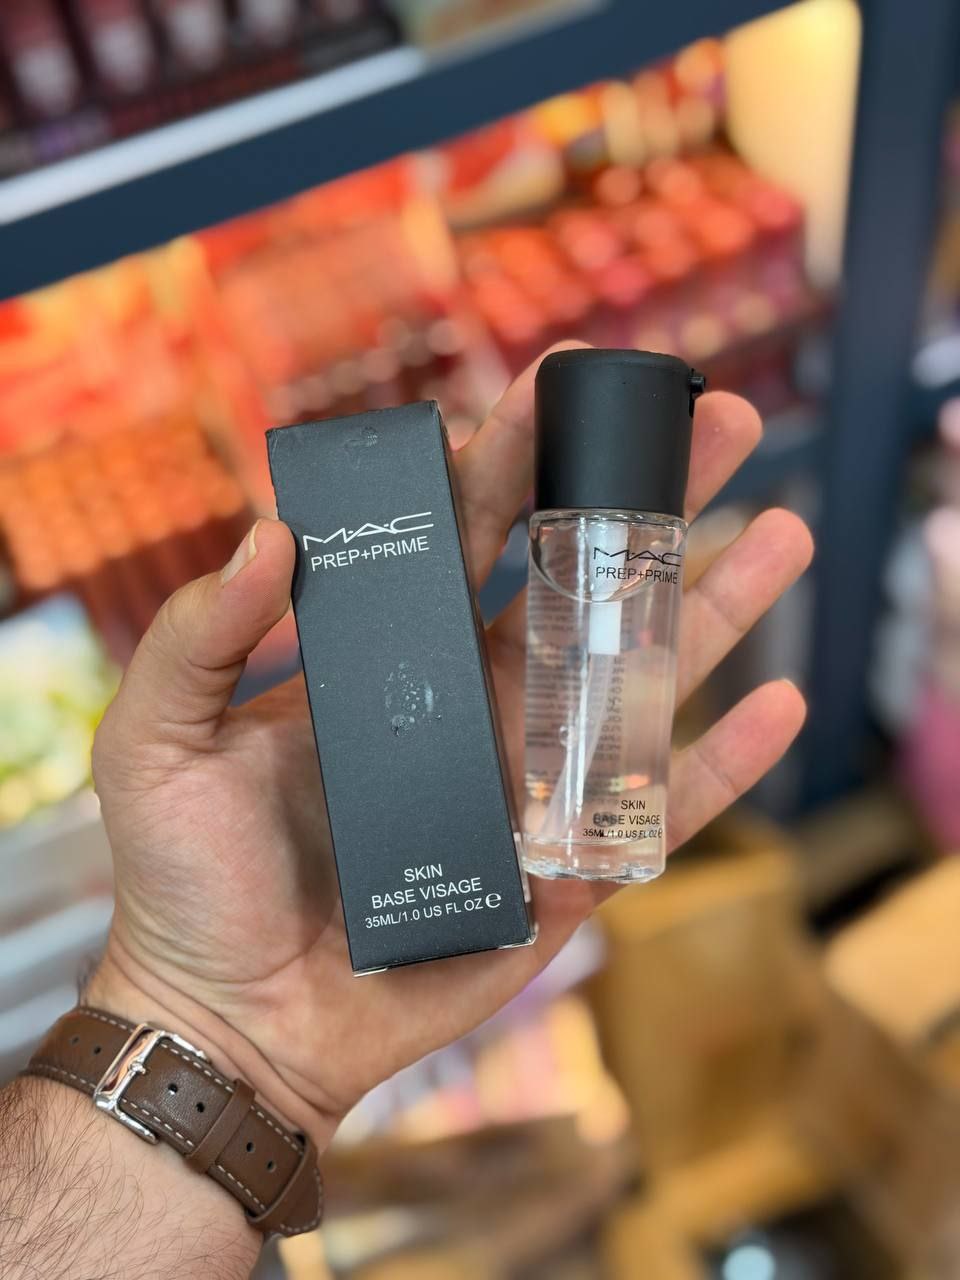 M·A·C
PREP+PRIME
SKIN
BASE VISAGE
35ML/1.0 US FL OZ℮
M·A·C
PREP+PRIME
SKIN
BASE VISAGE
35ML/1.0 US FL OZ℮